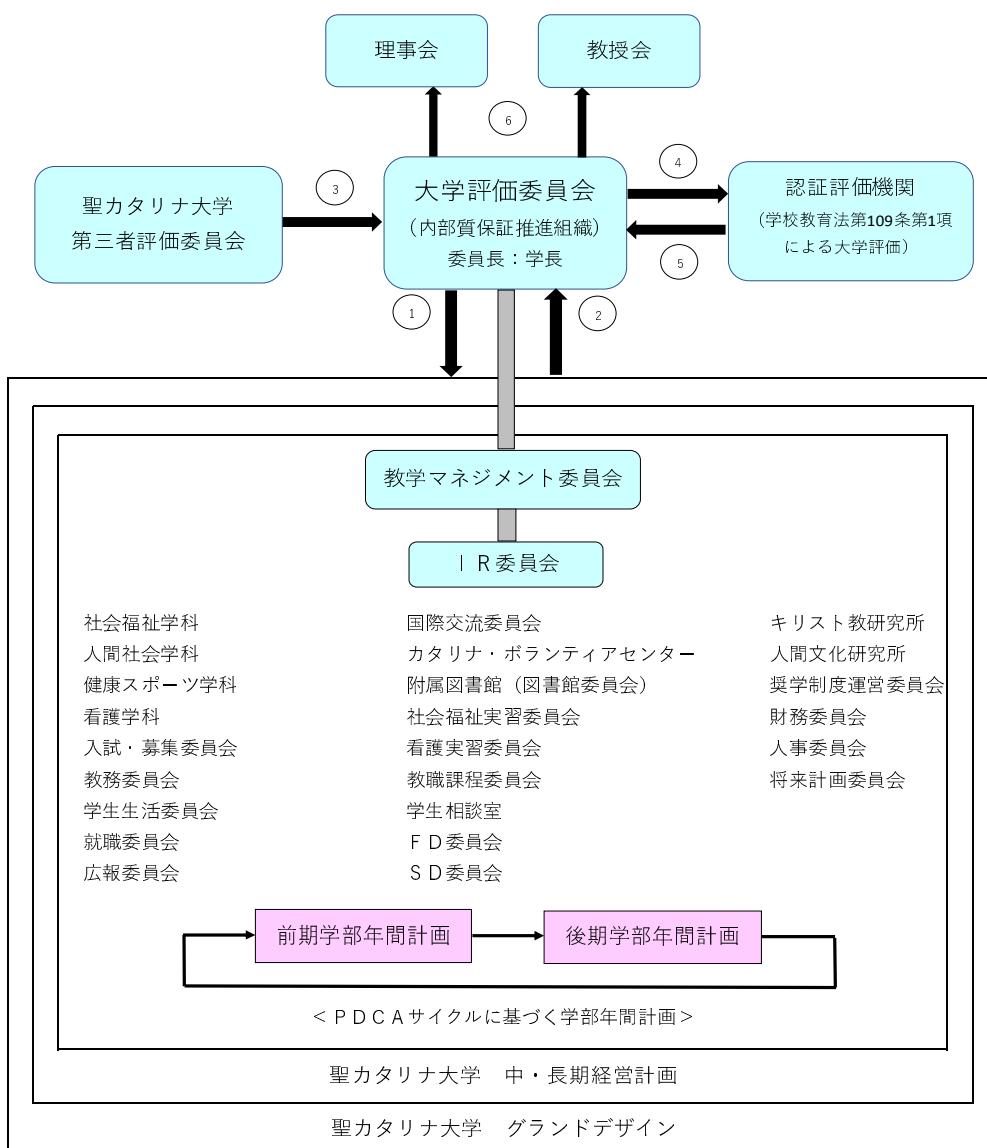 理事会
教授会
6
聖カタリナ大学
第三者評価委員会
3
大学評価委員会
（内部質保証推進組織）
委員長：学長
4
5
認証評価機関
（学校教育法第109条第1項
による大学評価）
1
2
教学マネジメント委員会
ＩＲ委員会
社会福祉学科
人間社会学科
健康スポーツ学科
看護学科
入試・募集委員会
教務委員会
学生生活委員会
就職委員会
広報委員会
国際交流委員会
カタリナ・ボランティアセンター
附属図書館（図書館委員会）
社会福祉実習委員会
看護実習委員会
教職課程委員会
学生相談室
ＦＤ委員会
ＳＤ委員会
キリスト教研究所
人間文化研究所
奨学制度運営委員会
財務委員会
人事委員会
将来計画委員会
前期学部年間計画
後期学部年間計画
＜ＰＤＣＡサイクルに基づく学部年間計画＞
聖カタリナ大学　中・長期経営計画
聖カタリナ大学　グランドデザイン